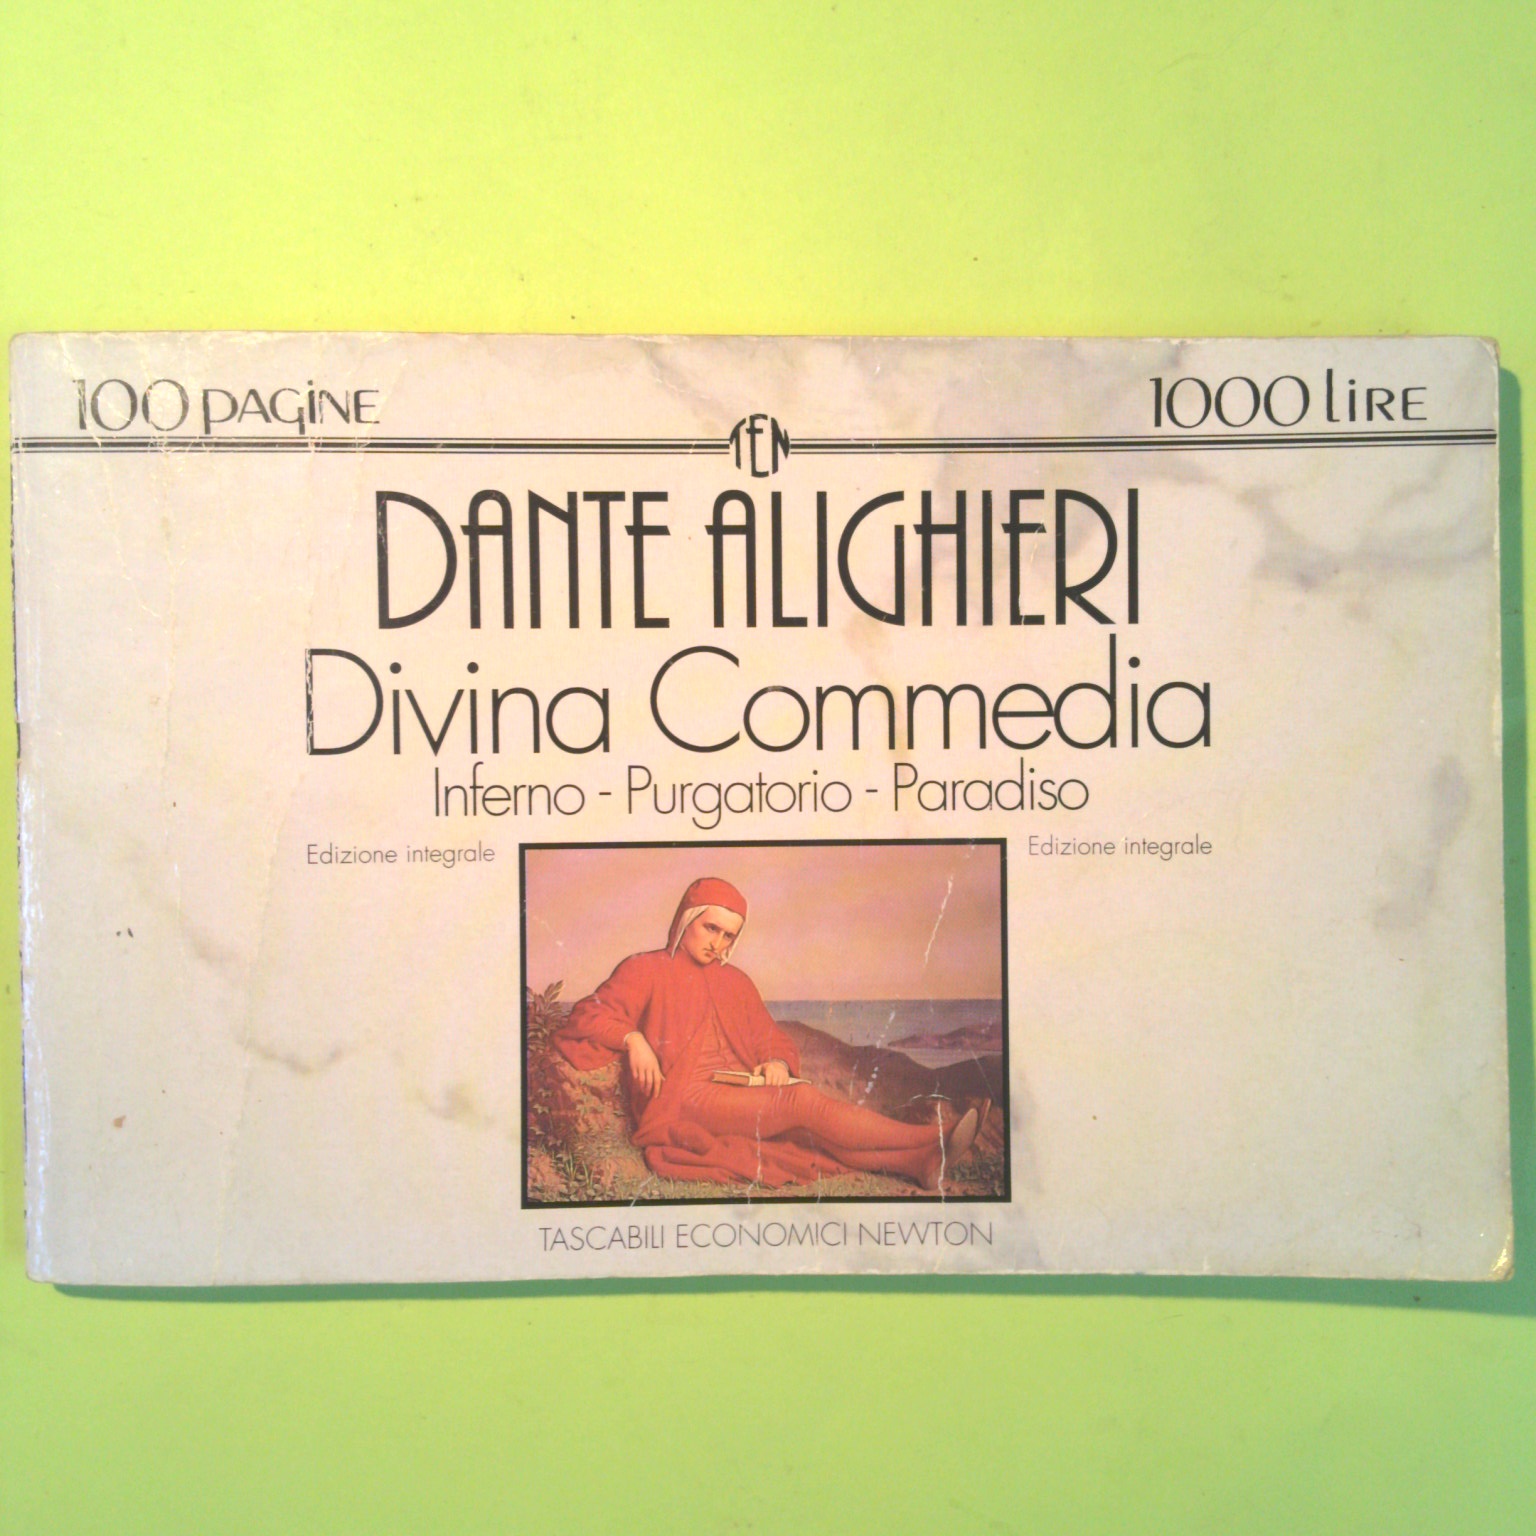 100 PAGINE
1000 LIRE
TEN
DANTE ALIGHIERI
Divina Commedia
Inferno - Purgatorio - Paradiso
Edizione integrale
Edizione integrale
TASCABILI ECONOMICI NEWTON